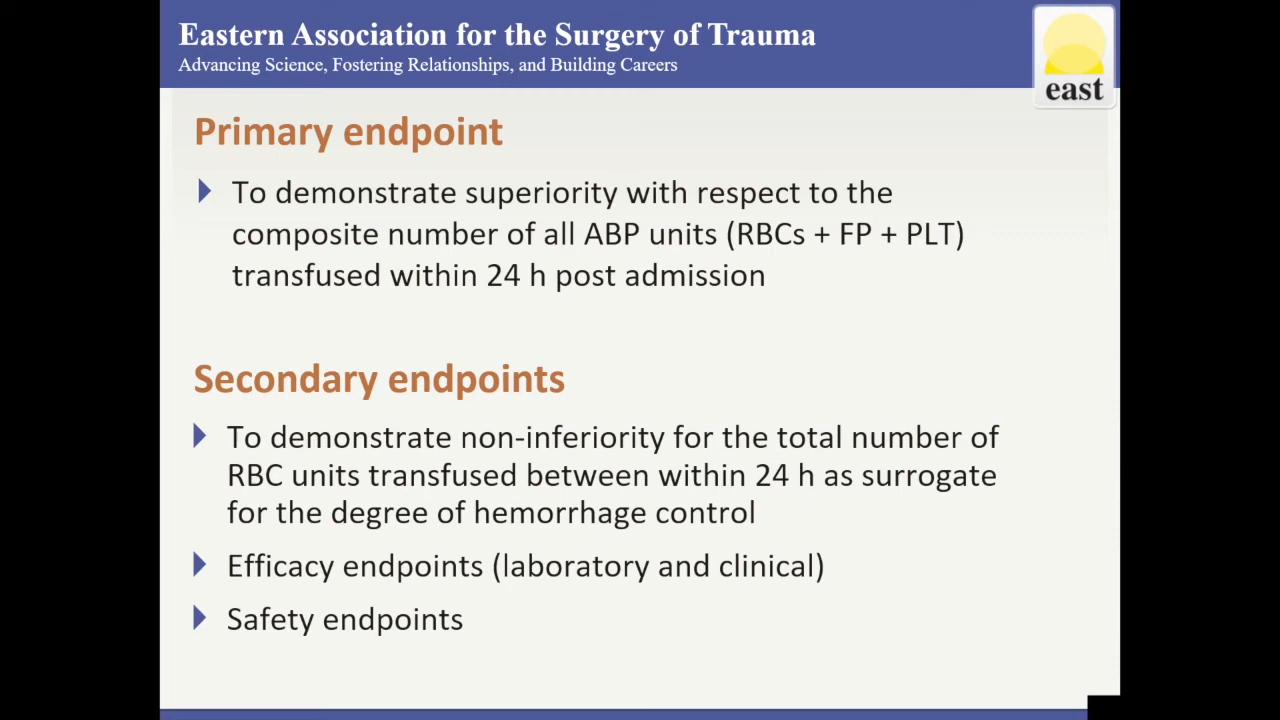 Eastern Association for the Surgery of Trauma
Advancing Science, Fostering Relationships, and Building Careers
east
Primary endpoint
To demonstrate superiority with respect to the
composite number of all ABP units (RBCs + FP + PLT)
transfused within 24 h post admission
Secondary endpoints
To demonstrate non-inferiority for the total number of
RBC units transfused between within 24 h as surrogate
for the degree of hemorrhage control
Efficacy endpoints (laboratory and clinical)
Safety endpoints